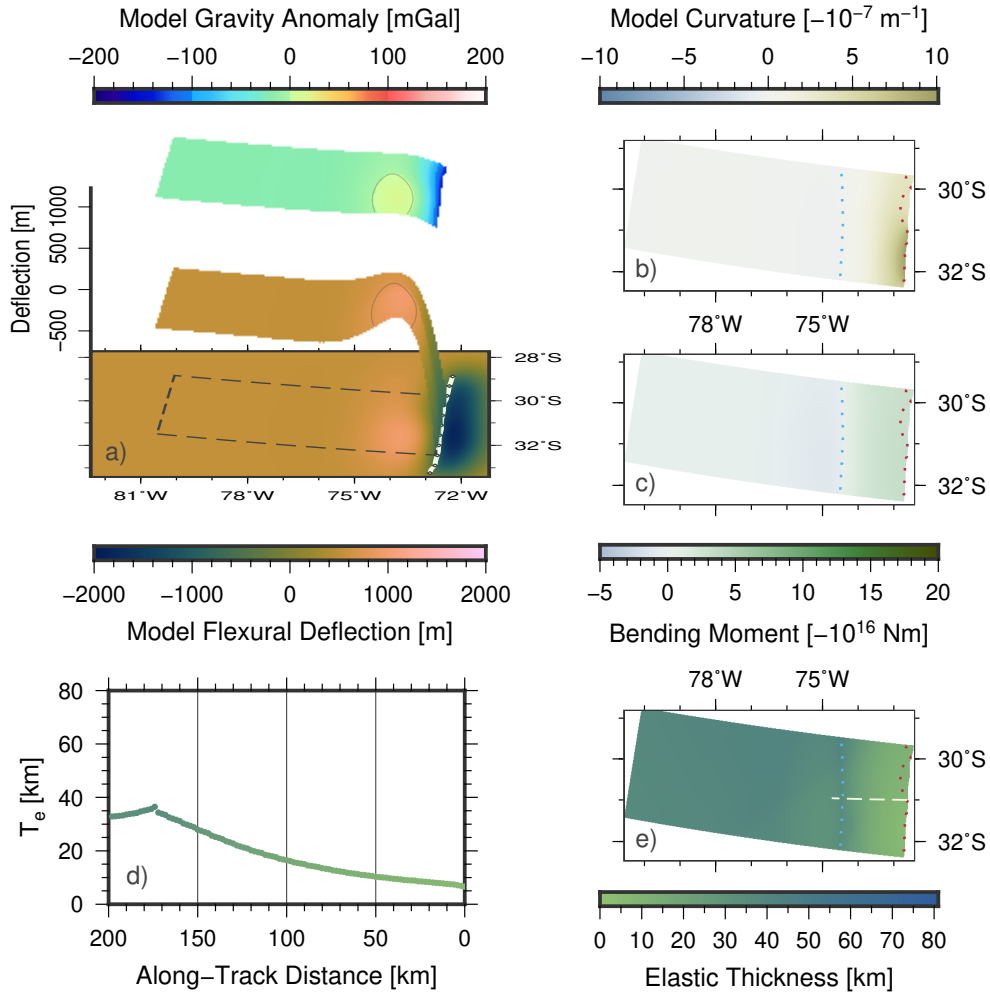 Model Gravity Anomaly [mGal]
−200 −100 0 100 200
Model Curvature [−10⁻⁷ m⁻¹]
−10 −5 0 5 10
Deflection [m]
1000
500
0
−500
28˚S
30˚S
32˚S
a)
81˚W 78˚W 75˚W 72˚W
−2000 −1000 0 1000 2000
Model Flexural Deflection [m]
b)
30˚S
32˚S
78˚W 75˚W
c)
30˚S
32˚S
−5 0 5 10 15 20
Bending Moment [−10¹⁶ Nm]
78˚W 75˚W
80
60
40
20
0
Tₑ [km]
d)
200 150 100 50 0
Along−Track Distance [km]
e)
30˚S
32˚S
0 10 20 30 40 50 60 70 80
Elastic Thickness [km]